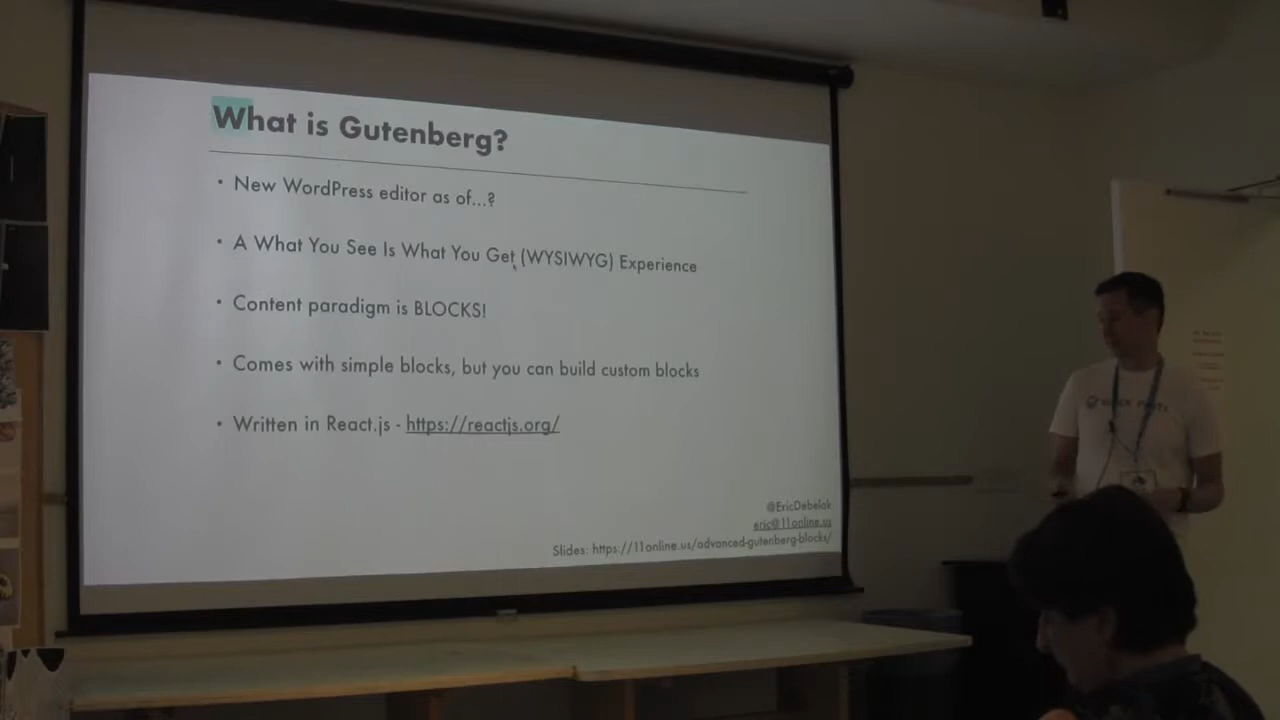 What is Gutenberg?
• New WordPress editor as of...?
• A What You See Is What You Get (WYSIWYG) Experience
• Content paradigm is BLOCKS!
• Comes with simple blocks, but you can build custom blocks
• Written in React.js - https://reactjs.org/
@EricDebelak
eric@11online.us
Slides: https://11online.us/advanced-gutenberg-blocks/